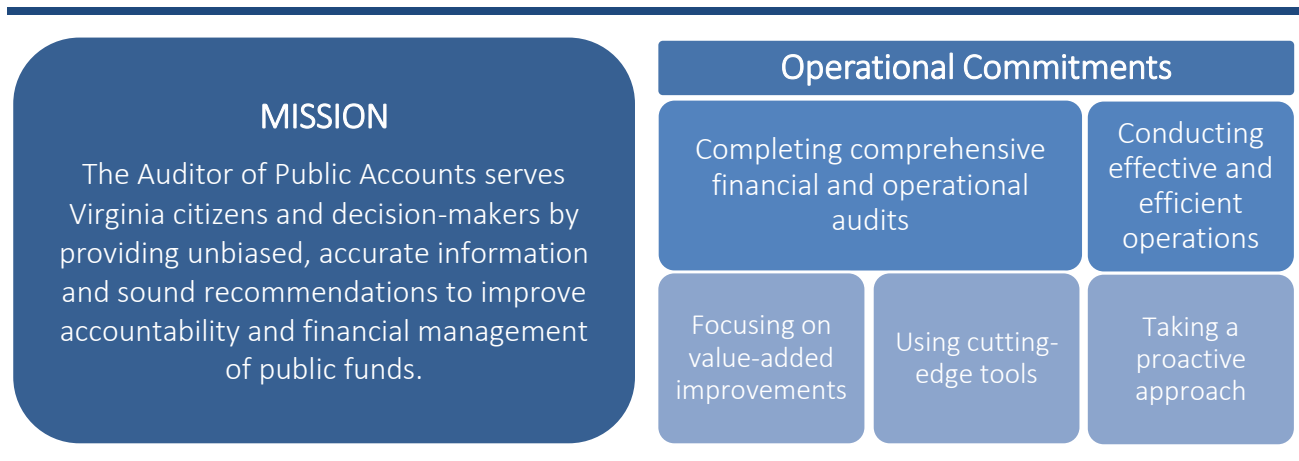 MISSION
The Auditor of Public Accounts serves
Virginia citizens and decision-makers by
providing unbiased, accurate information
and sound recommendations to improve
accountability and financial management
of public funds.
Operational Commitments
Completing comprehensive
financial and operational
audits
Conducting
effective and
efficient
operations
Focusing on
value-added
improvements
Using cutting-
edge tools
Taking a
proactive
approach